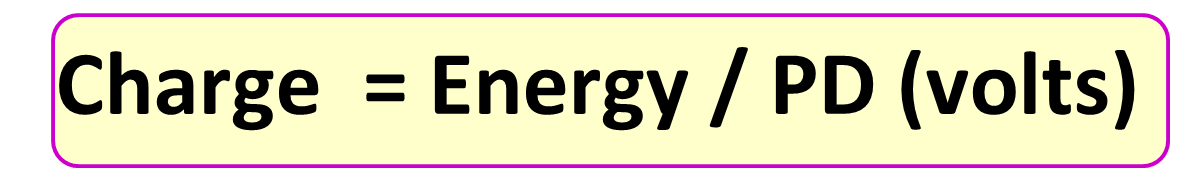 Charge = Energy / PD (volts)